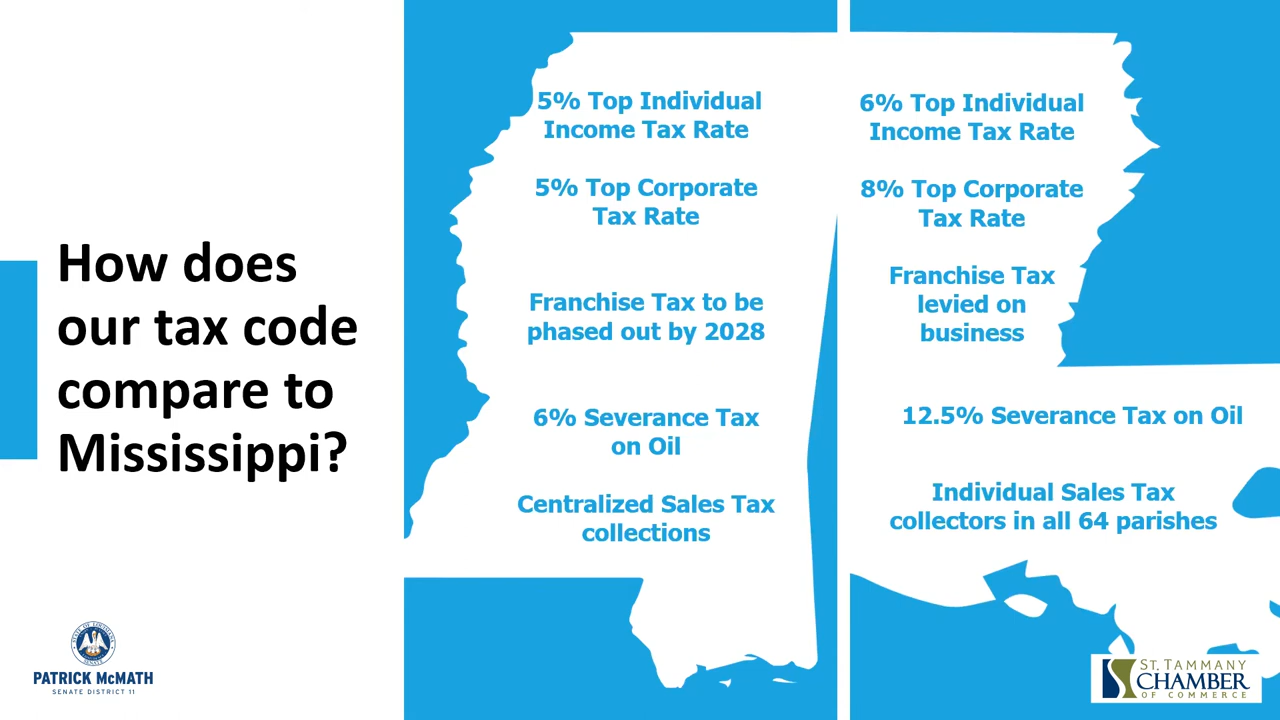 How does
our tax code
compare to
Mississippi?
5% Top Individual
Income Tax Rate
5% Top Corporate
Tax Rate
Franchise Tax to be
phased out by 2028
6% Severance Tax
on Oil
Centralized Sales Tax
collections
6% Top Individual
Income Tax Rate
8% Top Corporate
Tax Rate
Franchise Tax
levied on
business
12.5% Severance Tax on Oil
Individual Sales Tax
collectors in all 64 parishes
PATRICK McMATH
SENATE DISTRICT 11
ST. TAMMANY
CHAMBER
OF COMMERCE